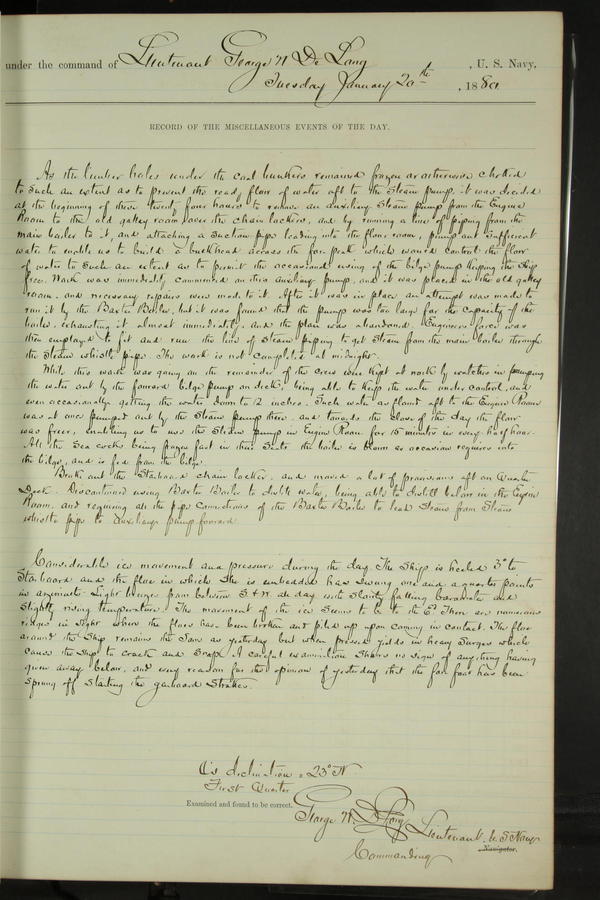 under the command of Lieutenant George W De Long, U. S. Navy,
Tuesday January 20th, 1880.
RECORD OF THE MISCELLANEOUS EVENTS OF THE DAY.
As the limber holes under the coal bunkers remained frozen or otherwise choked
to such an extent as to prevent the ready flow of water aft to the Steam pump, it was decided
at the beginning of these twenty four hours to remove an auxiliary Steam pump from the Engine
Room to the old galley room over the chain lockers, and by running a line of piping from the
main boiler to it, and attaching a suction pipe leading into the floor room, pump out sufficient
water to enable us to build a bulkhead across the fore peak which would control the flow
of water to such an extent as to permit the occasional using of the bilge pump keeping the ship
free. Work was immediately commenced on this auxiliary pump, and it was placed in the old galley
room, and necessary repairs were made to it. After it was in place an attempt was made to
run it by the Baxter Boiler, but it was found that the pump was too large for the capacity of the
boiler, exhausting it almost immediately, and the plan was abandoned. Engineers force was
then employed to fit and run the line of Steam piping to get Steam from the main boiler through
the Steam whistle pipe. The work is not completed at midnight.
While this work was going on the remainder of the crew were kept at work by watches in pumping
the water out by the forward bilge pump on deck, being able to keep the water under control, and
even occasionally getting the water down to 12 inches. Such water as flowed aft to the Engine Room
was at once pumped out by the Steam pump there, and towards the close of the day the flow
was freer, enabling us to use the Steam pump in Engine Room for 15 minutes in every half hour.
All the Sea cocks being frozen fast in their Seats the boiler is blown as occasion requires into
the bilge, and is fed from the bilge.
Broke out the Starboard chain locker, and moved a lot of provisions aft on Quarter
Deck. Discontinued using Baxter Boiler to distill water, being able to distill below in the Engine
Room, and requiring all the pipe connections of the Baxter Boiler to lead Steam from Steam
whistle pipe to auxiliary pump forward.
Considerable ice movement and pressure during the day. The Ship is heeled 3° to
Starboard and the floe in which She is imbedded has swung one and a quarter points
in azimuth. Light breeze from between S & W. all day with slowly falling barometer and
slightly rising temperature. The movement of the ice seems to be to the Ed. There are numerous
ridges in sight where the floes have been broken and piled up upon coming in contact. The floe
around the Ship remains the same as yesterday but when pressed yields in heavy surges which
cause the Ship to crack and snap. A careful examination shows no sign of anything having
given away below, and every reason for the opinion of yesterday that the fore foot has been
sprung off starting the garboard Strakes.
☾'s declination = 23° N
First Quarter
Examined and found to be correct.
George W. De Long Lieutenant, U. S Navy
Navigator.
Commanding